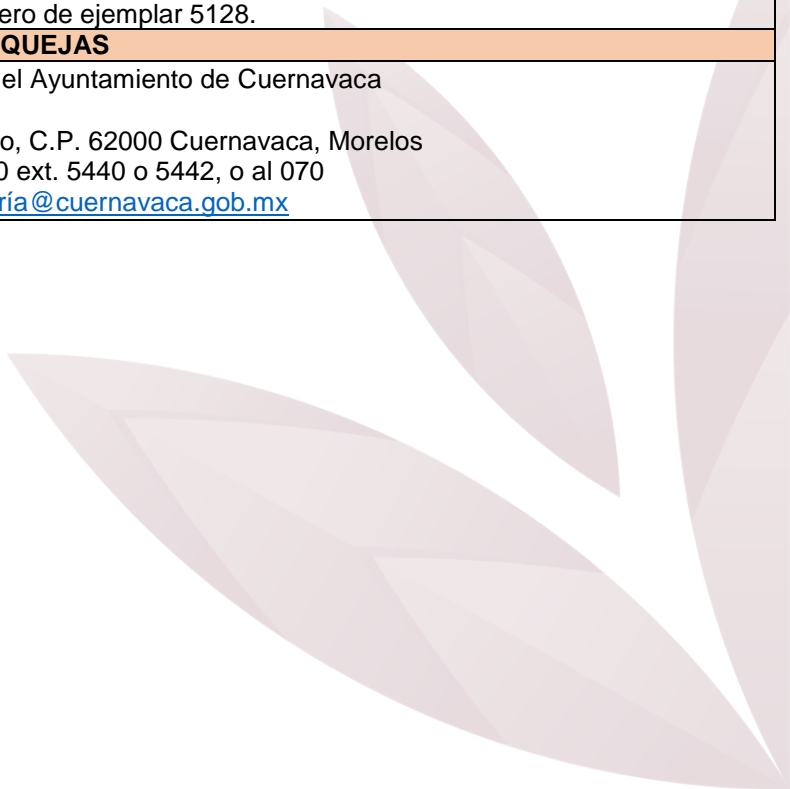 ero de ejemplar 5128.
QUEJAS
el Ayuntamiento de Cuernavaca
o, C.P. 62000 Cuernavaca, Morelos
0 ext. 5440 o 5442, o al 070
ría@cuernavaca.gob.mx